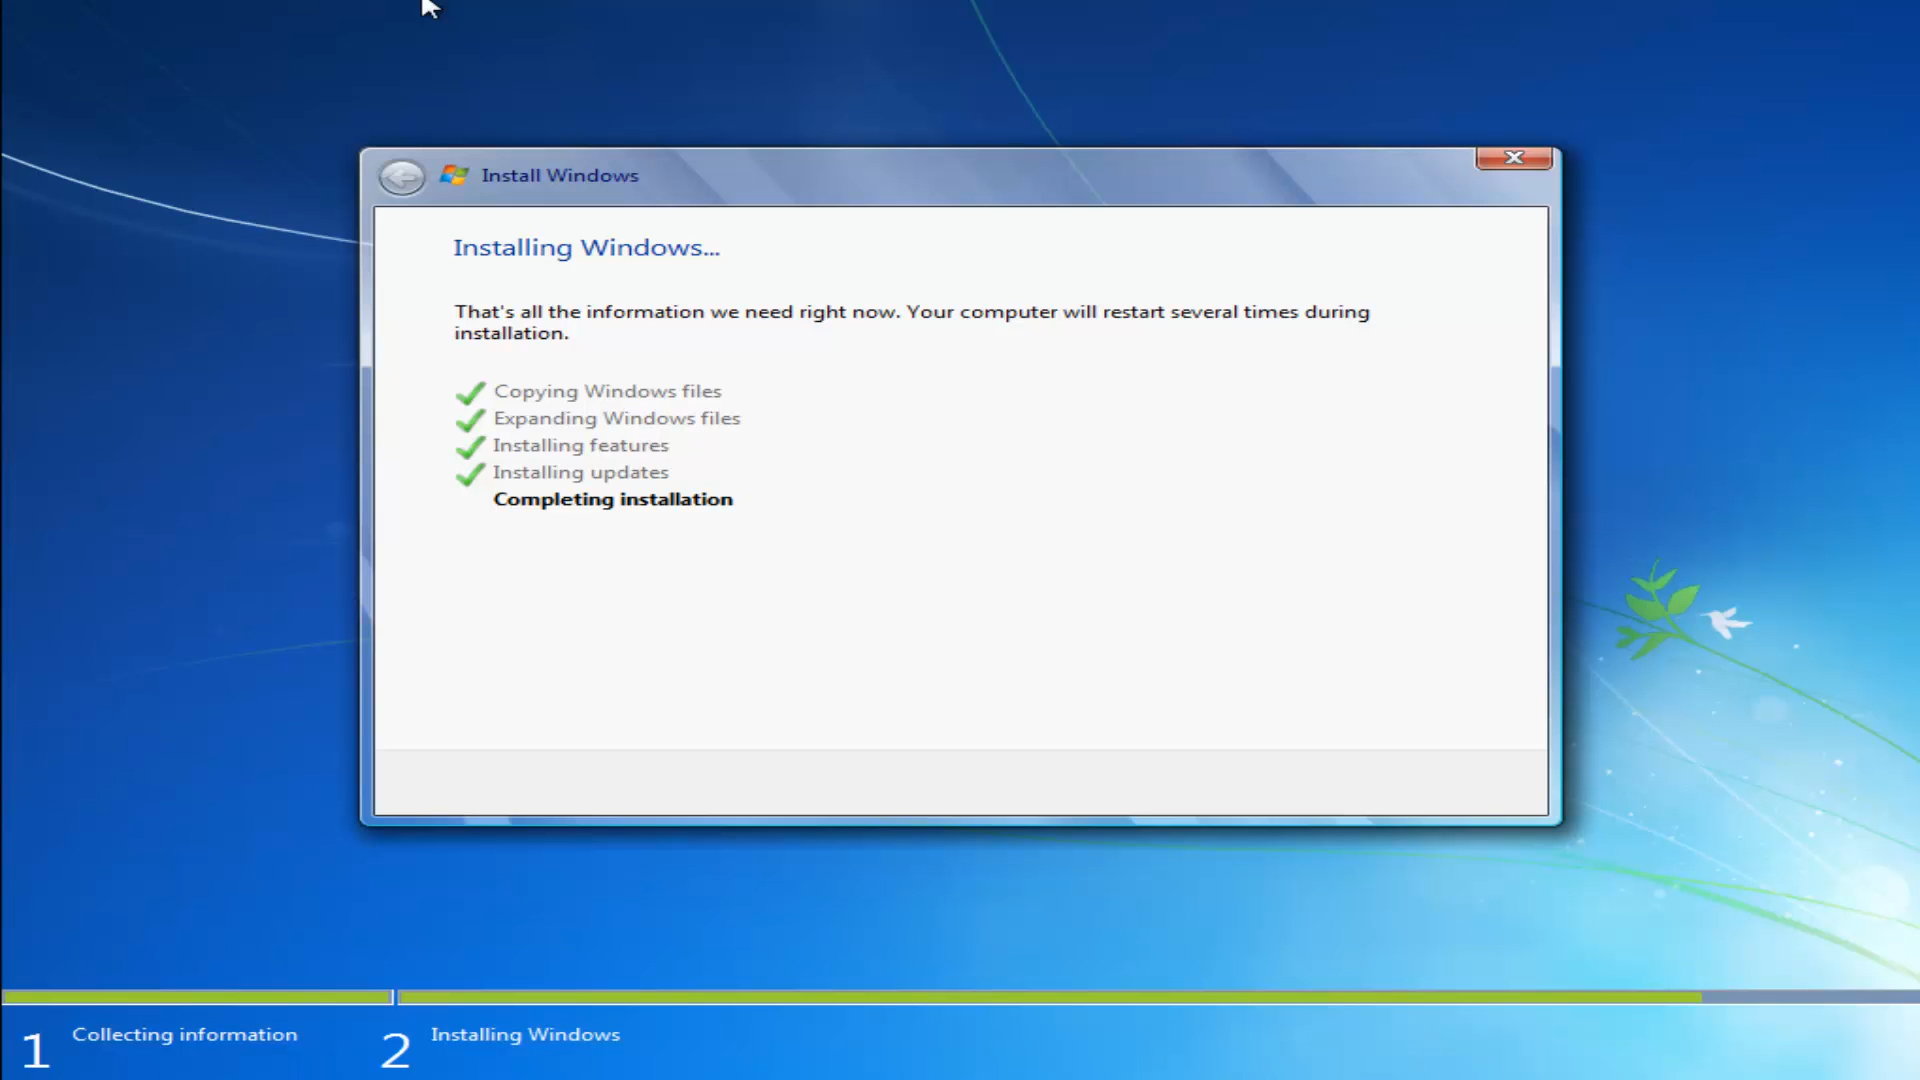 Install Windows
Installing Windows...
That's all the information we need right now. Your computer will restart several times during
installation.
Copying Windows files
Expanding Windows files
Installing features
Installing updates
Completing installation
1 Collecting information
2 Installing Windows